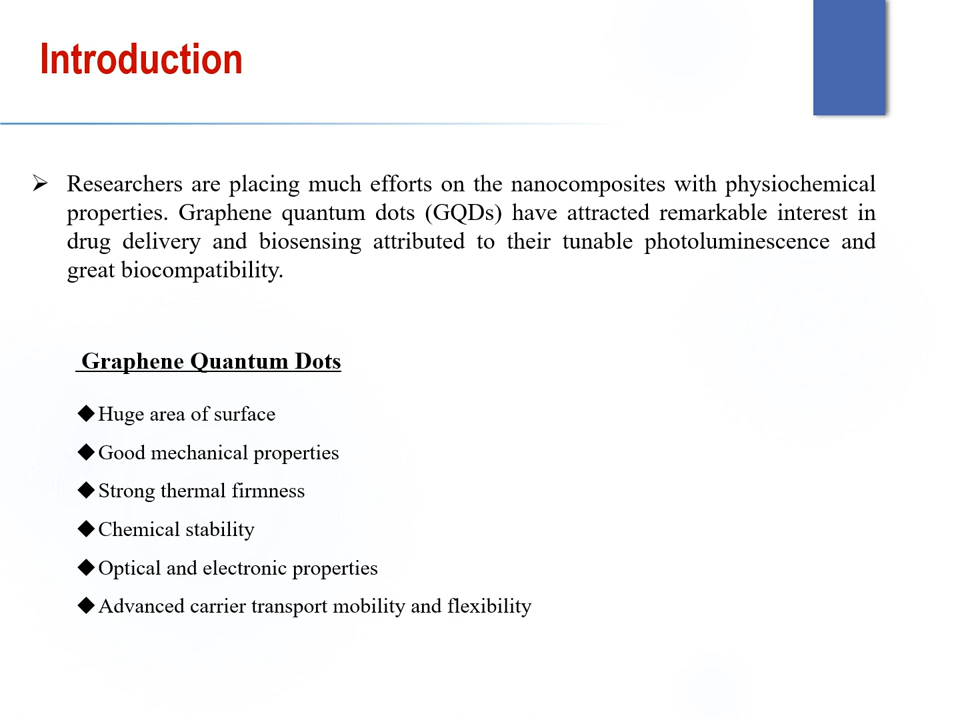 Introduction
➢ Researchers are placing much efforts on the nanocomposites with physiochemical
properties. Graphene quantum dots (GQDs) have attracted remarkable interest in
drug delivery and biosensing attributed to their tunable photoluminescence and
great biocompatibility.
Graphene Quantum Dots
◆Huge area of surface
◆Good mechanical properties
◆Strong thermal firmness
◆Chemical stability
◆Optical and electronic properties
◆Advanced carrier transport mobility and flexibility